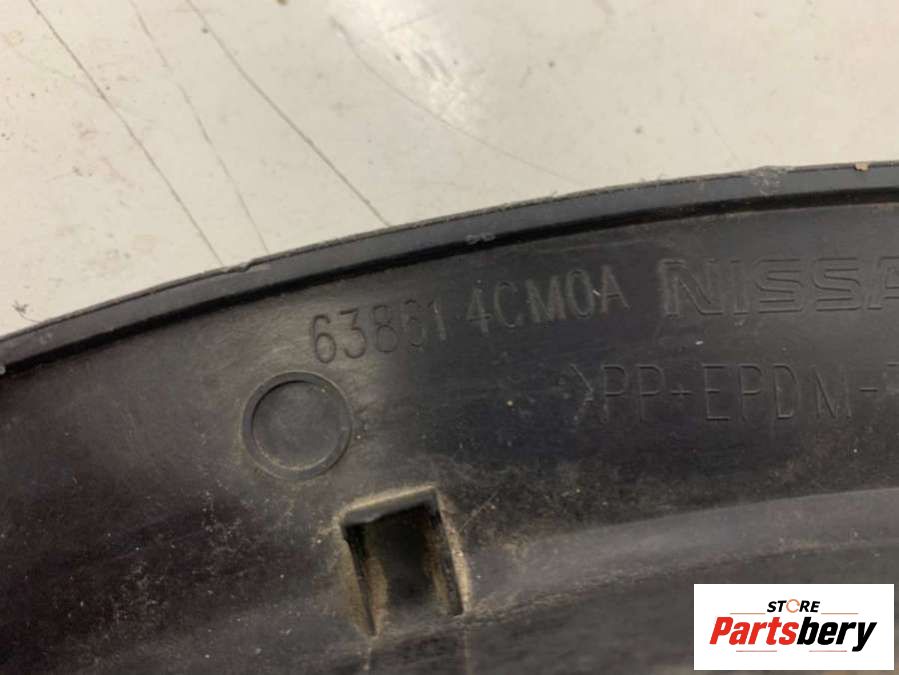 63861 4CM0A NISSA
>PP+EPDM-
STORE
Partsbery